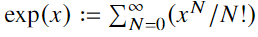 exp(x) := ∑_{N=0}^{∞}(x^N/N!)